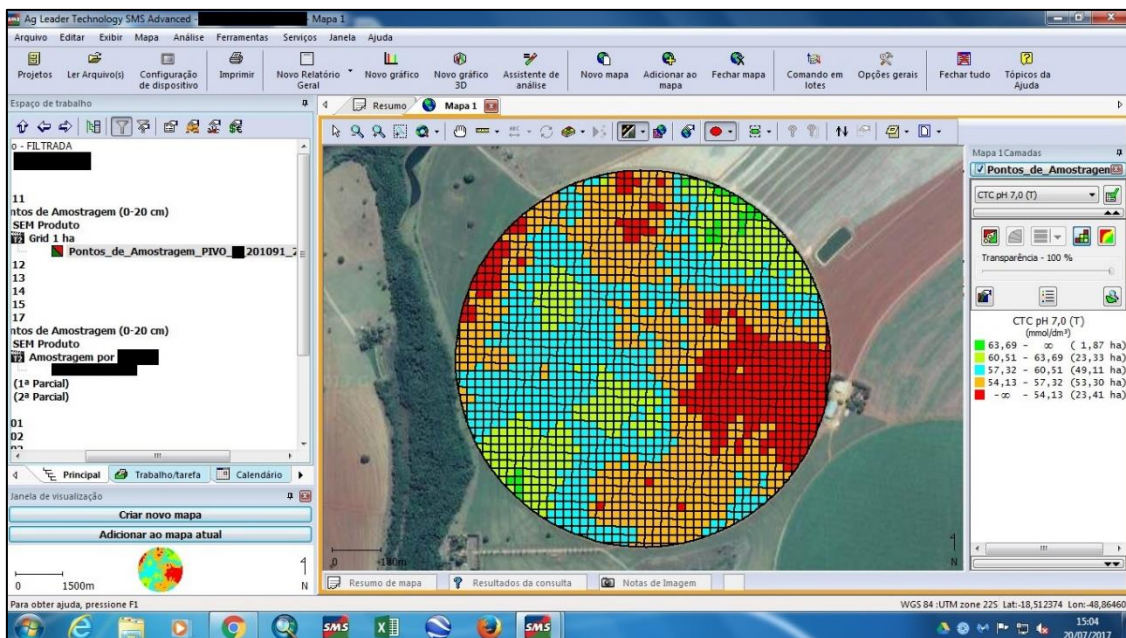 Ag Leader Technology SMS Advanced - - Mapa 1
Arquivo Editar Exibir Mapa Análise Ferramentas Serviços Janela Ajuda
Projetos Ler Arquivo(s) Configuração de dispositivo Imprimir Novo Relatório Geral Novo gráfico Novo gráfico 3D Assistente de análise Novo mapa Adicionar ao mapa Fechar mapa Comando em lotes Opções gerais Fechar tudo Tópicos da Ajuda
Espaço de trabalho
Resumo Mapa 1
o - FILTRADA
11
ntos de Amostragem (0-20 cm)
SEM Produto
Grid 1 ha
Pontos_de_Amostragem_PIVO_ 201091_2
12
13
14
15
17
ntos de Amostragem (0-20 cm)
SEM Produto
Amostragem por
(1ª Parcial)
(2ª Parcial)
01
02
Principal Trabalho/tarefa Calendário
Janela de visualização
Criar novo mapa
Adicionar ao mapa atual
0 1500m N
0 180m N
Mapa 1Camadas
Pontos_de_Amostragen
CTC pH 7,0 (T)
Transparência - 100 %
CTC pH 7,0 (T)
(mmol/dm³)
63,69 - ∞ ( 1,87 ha)
60,51 - 63,69 (23,33 ha)
57,32 - 60,51 (49,11 ha)
54,13 - 57,32 (53,30 ha)
-∞ - 54,13 (23,41 ha)
Resumo de mapa Resultados da consulta Notas de Imagem
Para obter ajuda, pressione F1
WGS 84 :UTM zone 22S Lat:-18,512374 Lon:-48,86460
SMS SMS
15:04
20/07/2017